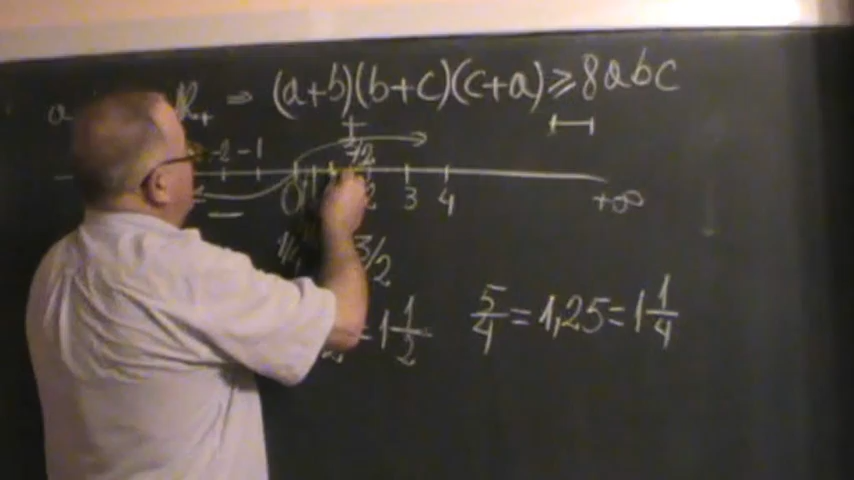 a R₊ ⇒ (a+b)(b+c)(c+a) ≥ 8abc
+
-2 -1
0 1 2 3 4 +∞
−
3/2
= 1 1/2 5/4 = 1,25 = 1 1/4